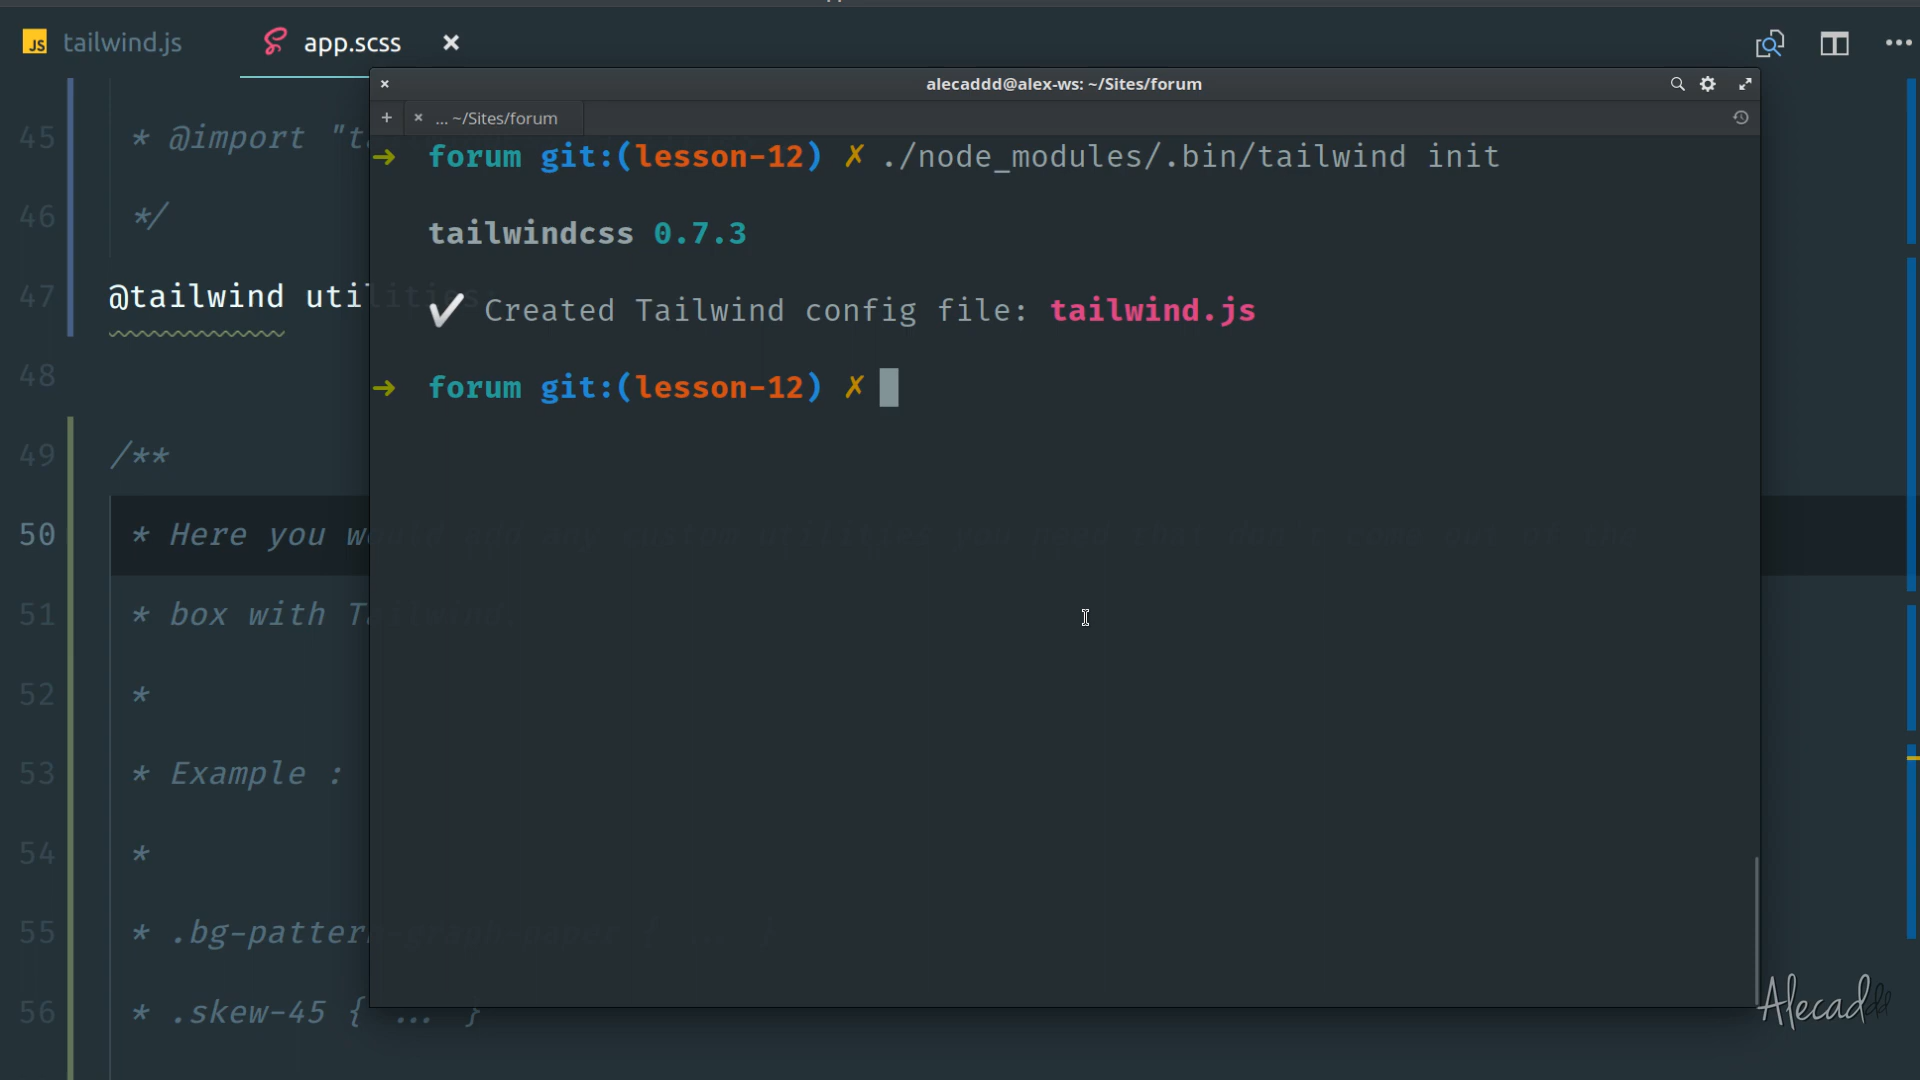 JS tailwind.js app.scss ×
alecaddd@alex-ws: ~/Sites/forum
+ × ... ~/Sites/forum
➜ forum git:(lesson-12) ✗ ./node_modules/.bin/tailwind init
tailwindcss 0.7.3
✔ Created Tailwind config file: tailwind.js
➜ forum git:(lesson-12) ✗
45 * @import "t
46 */
47 @tailwind utilities;
48
49 /**
50 * Here you would add any custom utilities you need that don't come out of the
51 * box with Tailwind.
52 *
53 * Example :
54 *
55 * .bg-pattern-graph-paper { ... }
56 * .skew-45 { ... }
Alecaddd